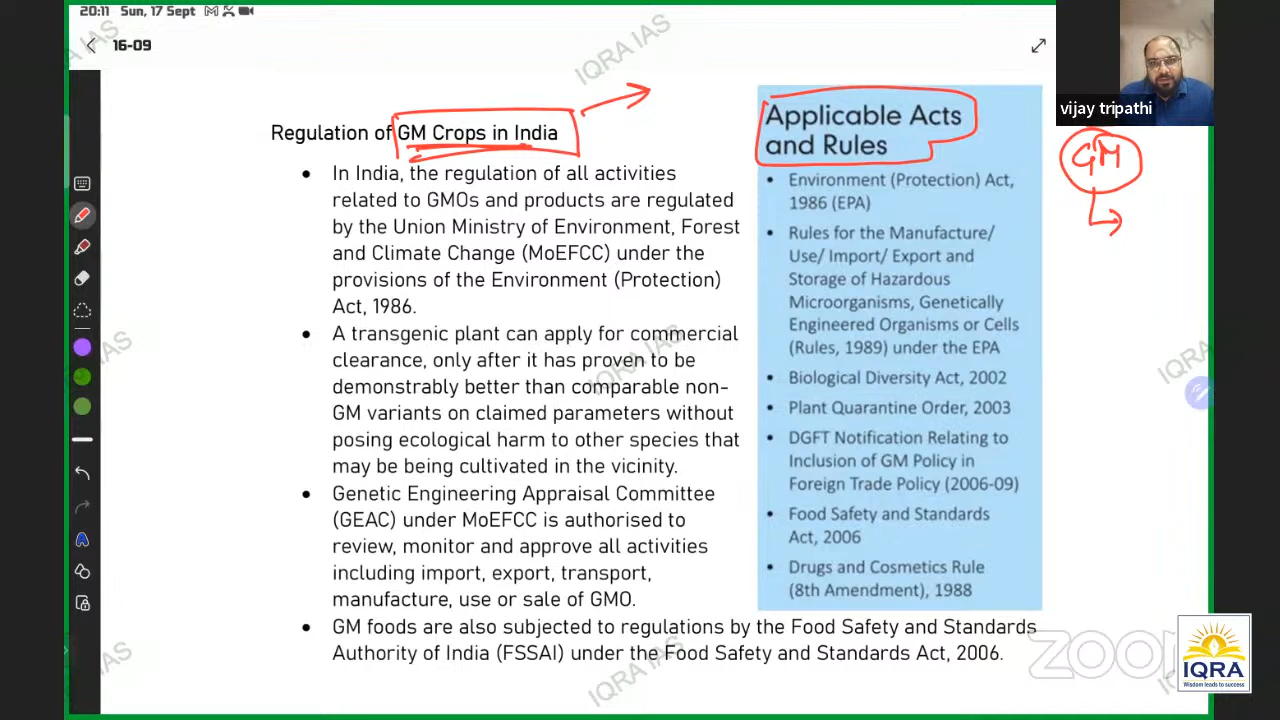 20:11 Sun, 17 Sept
16-09
IQRA IAS
vijay tripathi
Regulation of GM Crops in India
• In India, the regulation of all activities
related to GMOs and products are regulated
by the Union Ministry of Environment, Forest
and Climate Change (MoEFCC) under the
provisions of the Environment (Protection)
Act, 1986.
• A transgenic plant can apply for commercial
clearance, only after it has proven to be
demonstrably better than comparable non-
GM variants on claimed parameters without
posing ecological harm to other species that
may be being cultivated in the vicinity.
• Genetic Engineering Appraisal Committee
(GEAC) under MoEFCC is authorised to
review, monitor and approve all activities
including import, export, transport,
manufacture, use or sale of GMO.
• GM foods are also subjected to regulations by the Food Safety and Standards
Authority of India (FSSAI) under the Food Safety and Standards Act, 2006.
Applicable Acts
and Rules
• Environment (Protection) Act,
1986 (EPA)
• Rules for the Manufacture/
Use/ Import/ Export and
Storage of Hazardous
Microorganisms, Genetically
Engineered Organisms or Cells
(Rules, 1989) under the EPA
• Biological Diversity Act, 2002
• Plant Quarantine Order, 2003
• DGFT Notification Relating to
Inclusion of GM Policy in
Foreign Trade Policy (2006-09)
• Food Safety and Standards
Act, 2006
• Drugs and Cosmetics Rule
(8th Amendment), 1988
GM
IQRA IAS
IQRA IAS
zoom
IQRA
Wisdom leads to success